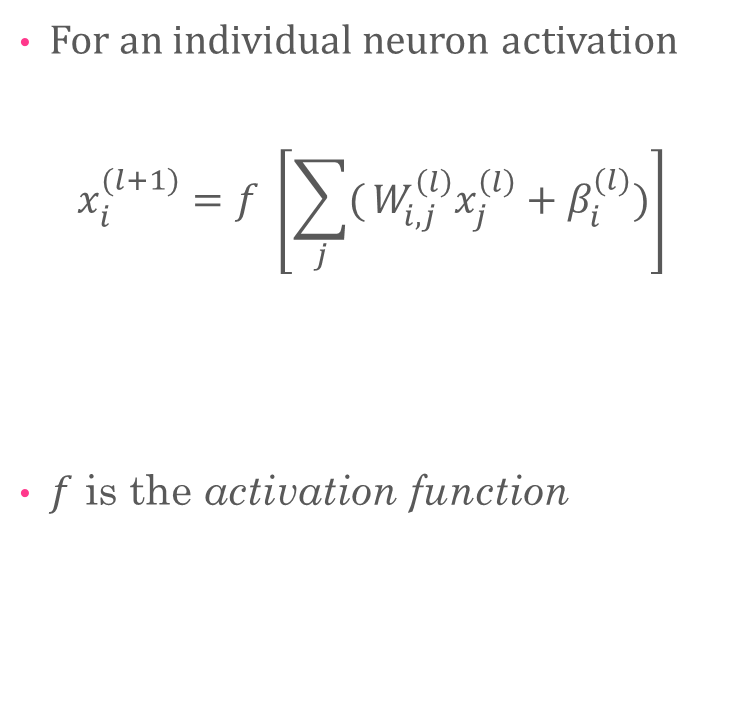 • For an individual neuron activation
x_i^{(l+1)} = f [∑_j (W_{i,j}^{(l)} x_j^{(l)} + β_i^{(l)})]
• f is the activation function